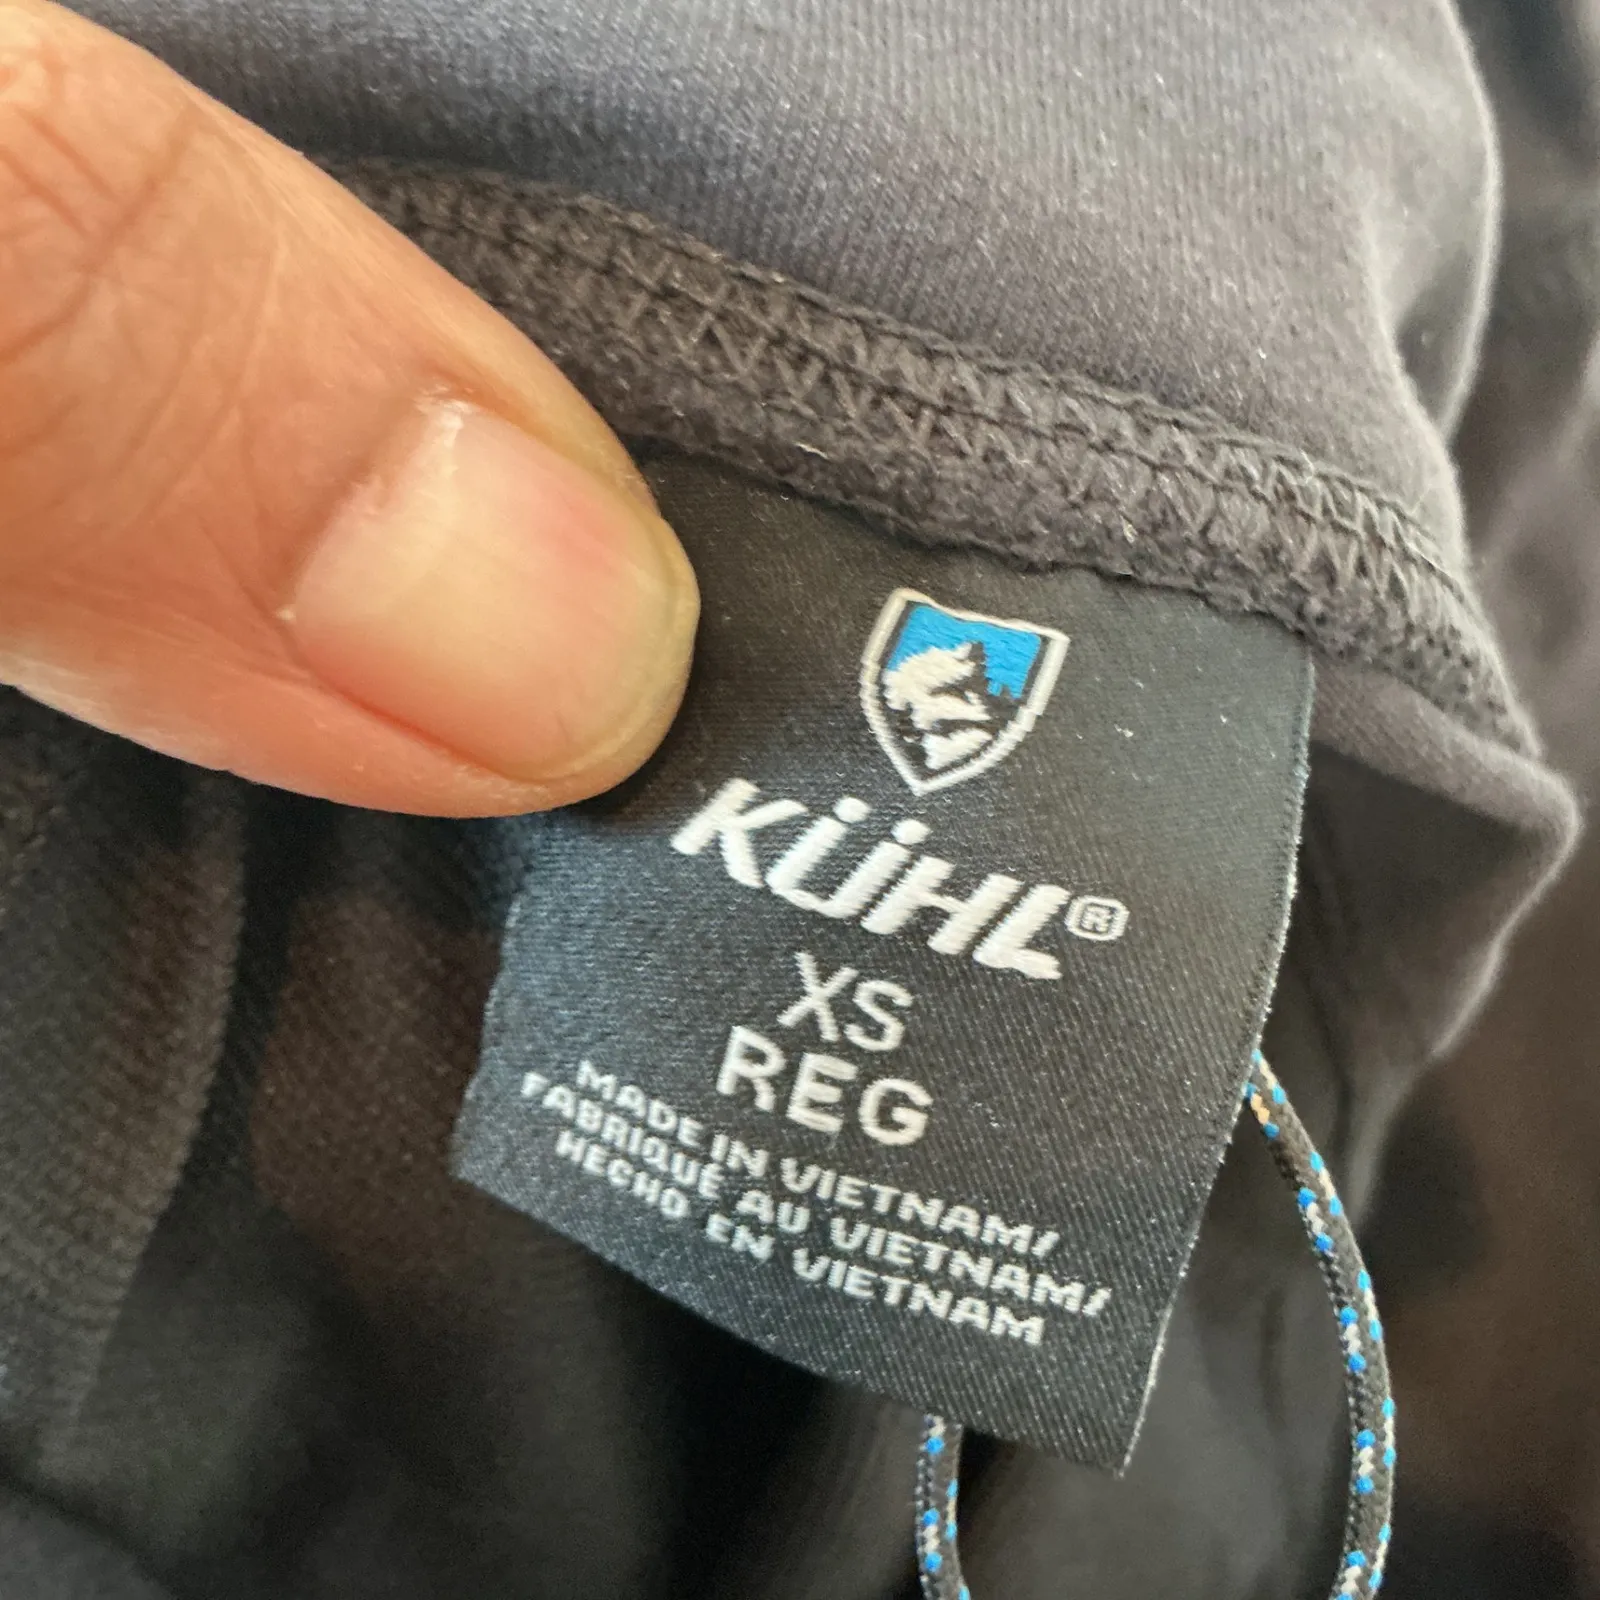 KÜHL®
XS
REG
MADE IN VIETNAM/
FABRIQUÉ AU VIETNAM/
HECHO EN VIETNAM